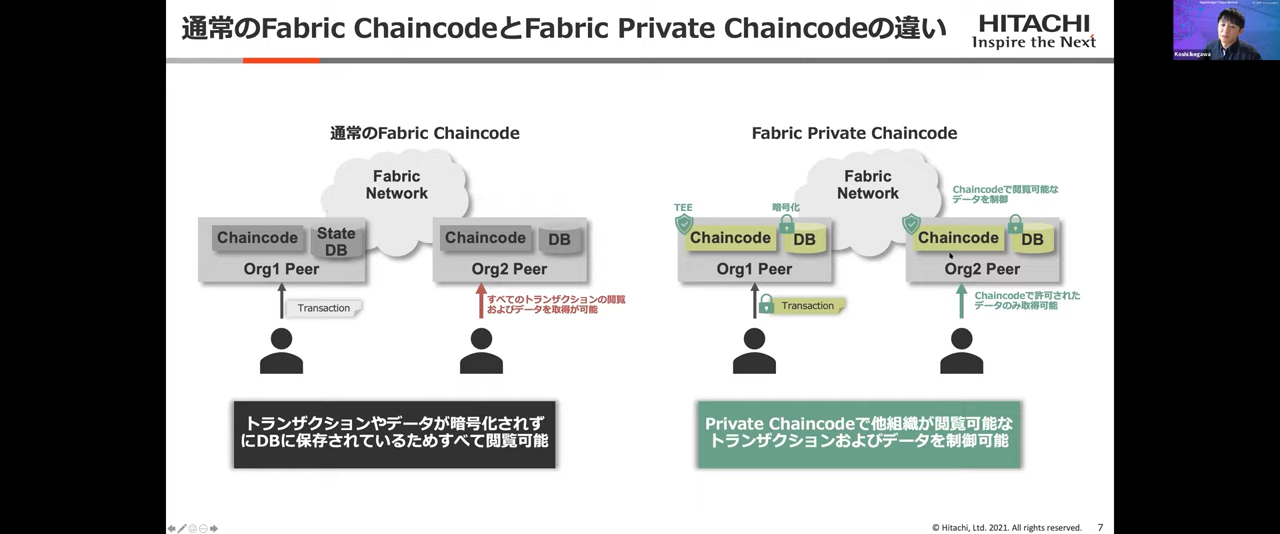 通常のFabric ChaincodeとFabric Private Chaincodeの違い
HITACHI
Inspire the Next
Koshi Ikegawa
通常のFabric Chaincode
Fabric
Network
Chaincode
State
DB
Org1 Peer
Chaincode
DB
Org2 Peer
Transaction
すべてのトランザクションの閲覧
およびデータを取得が可能
トランザクションやデータが暗号化されず
にDBに保存されているためすべて閲覧可能
Fabric Private Chaincode
Fabric
Network
Chaincodeで閲覧可能な
データを制御
TEE
暗号化
Chaincode
DB
Org1 Peer
Chaincode
DB
Org2 Peer
Transaction
Chaincodeで許可された
データのみ取得可能
Private Chaincodeで他組織が閲覧可能な
トランザクションおよびデータを制御可能
© Hitachi, Ltd. 2021. All rights reserved.
7